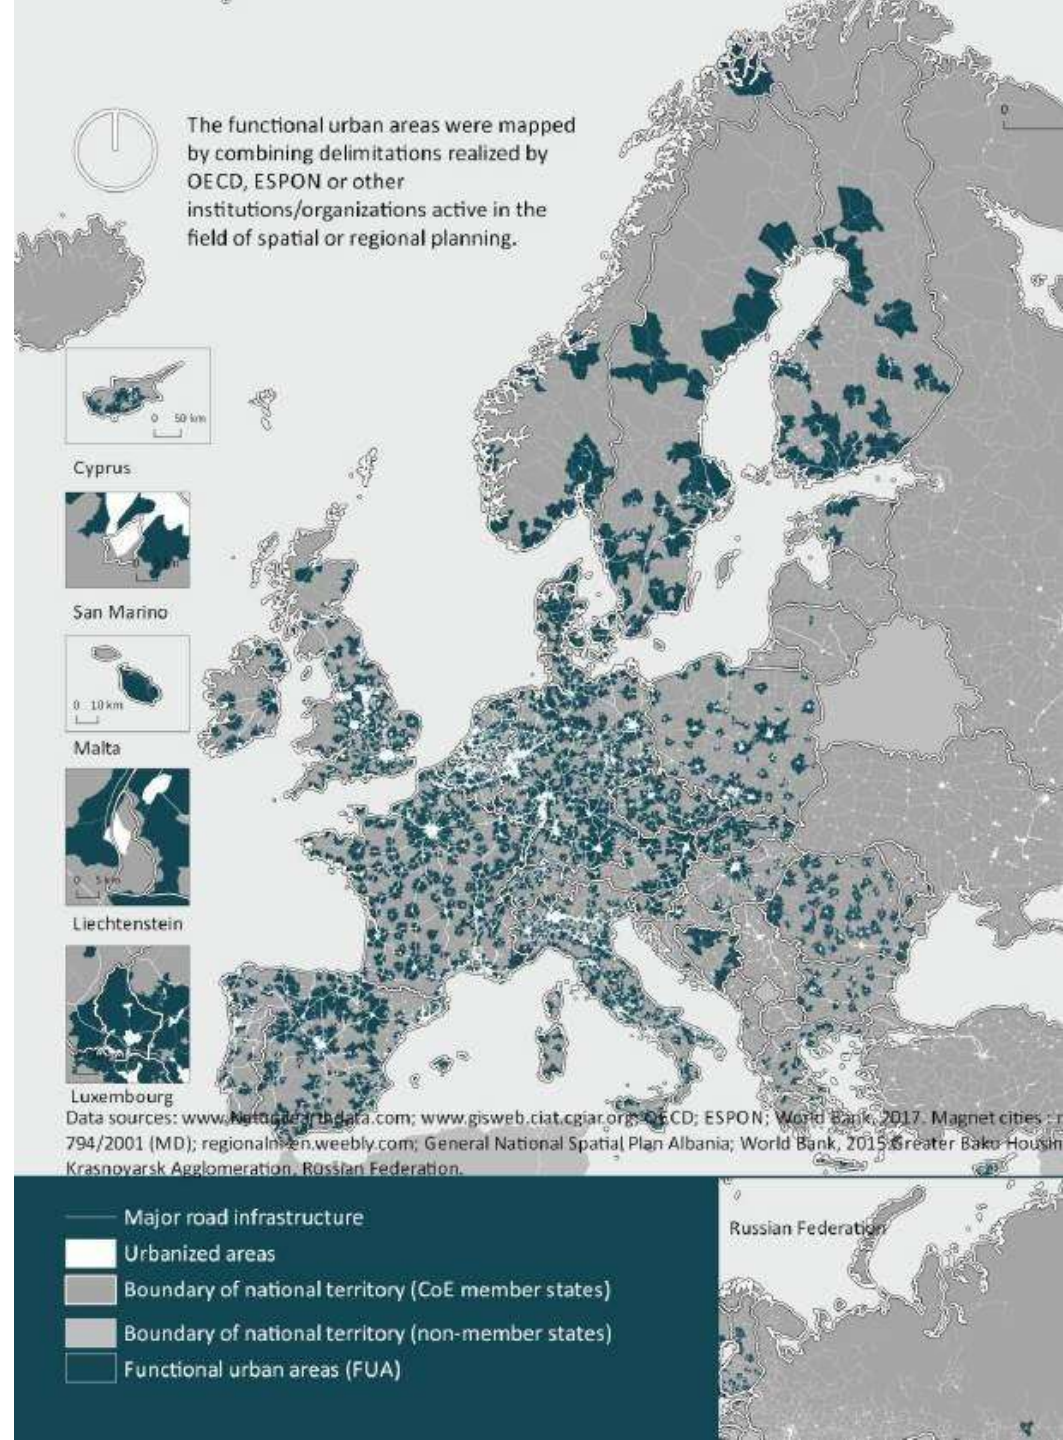 The functional urban areas were mapped
by combining delimitations realized by
OECD, ESPON or other
institutions/organizations active in the
field of spatial or regional planning.
0
0 50 km
Cyprus
San Marino
0 10 km
Malta
0 5 km
Liechtenstein
Luxembourg
Data sources: www.Naturalearthdata.com; www.gisweb.ciat.cgiar.org; OECD; ESPON; World Bank, 2017. Magnet cities :
794/2001 (MD); regionalni-en.weebly.com; General National Spatial Plan Albania; World Bank, 2015.Greater Baku Housin
Krasnoyarsk Agglomeration, Russian Federation.
Major road infrastructure
Urbanized areas
Boundary of national territory (CoE member states)
Boundary of national territory (non-member states)
Functional urban areas (FUA)
Russian Federation